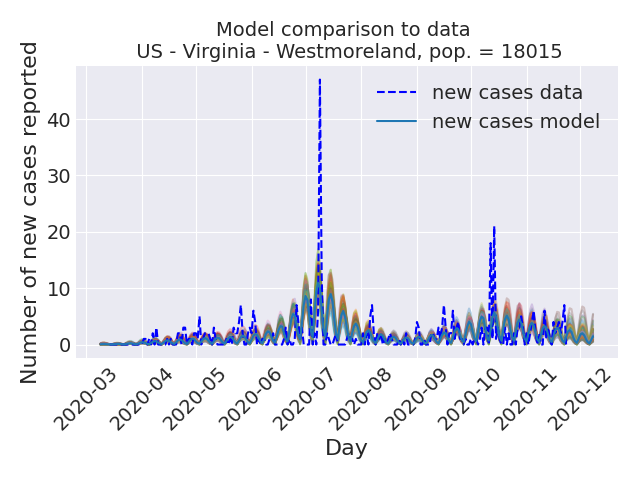 Model comparison to data
US - Virginia - Westmoreland, pop. = 18015
Number of new cases reported
40
30
20
10
0
new cases data
new cases model
2020-03
2020-04
2020-05
2020-06
2020-07
2020-08
2020-09
2020-10
2020-11
2020-12
Day